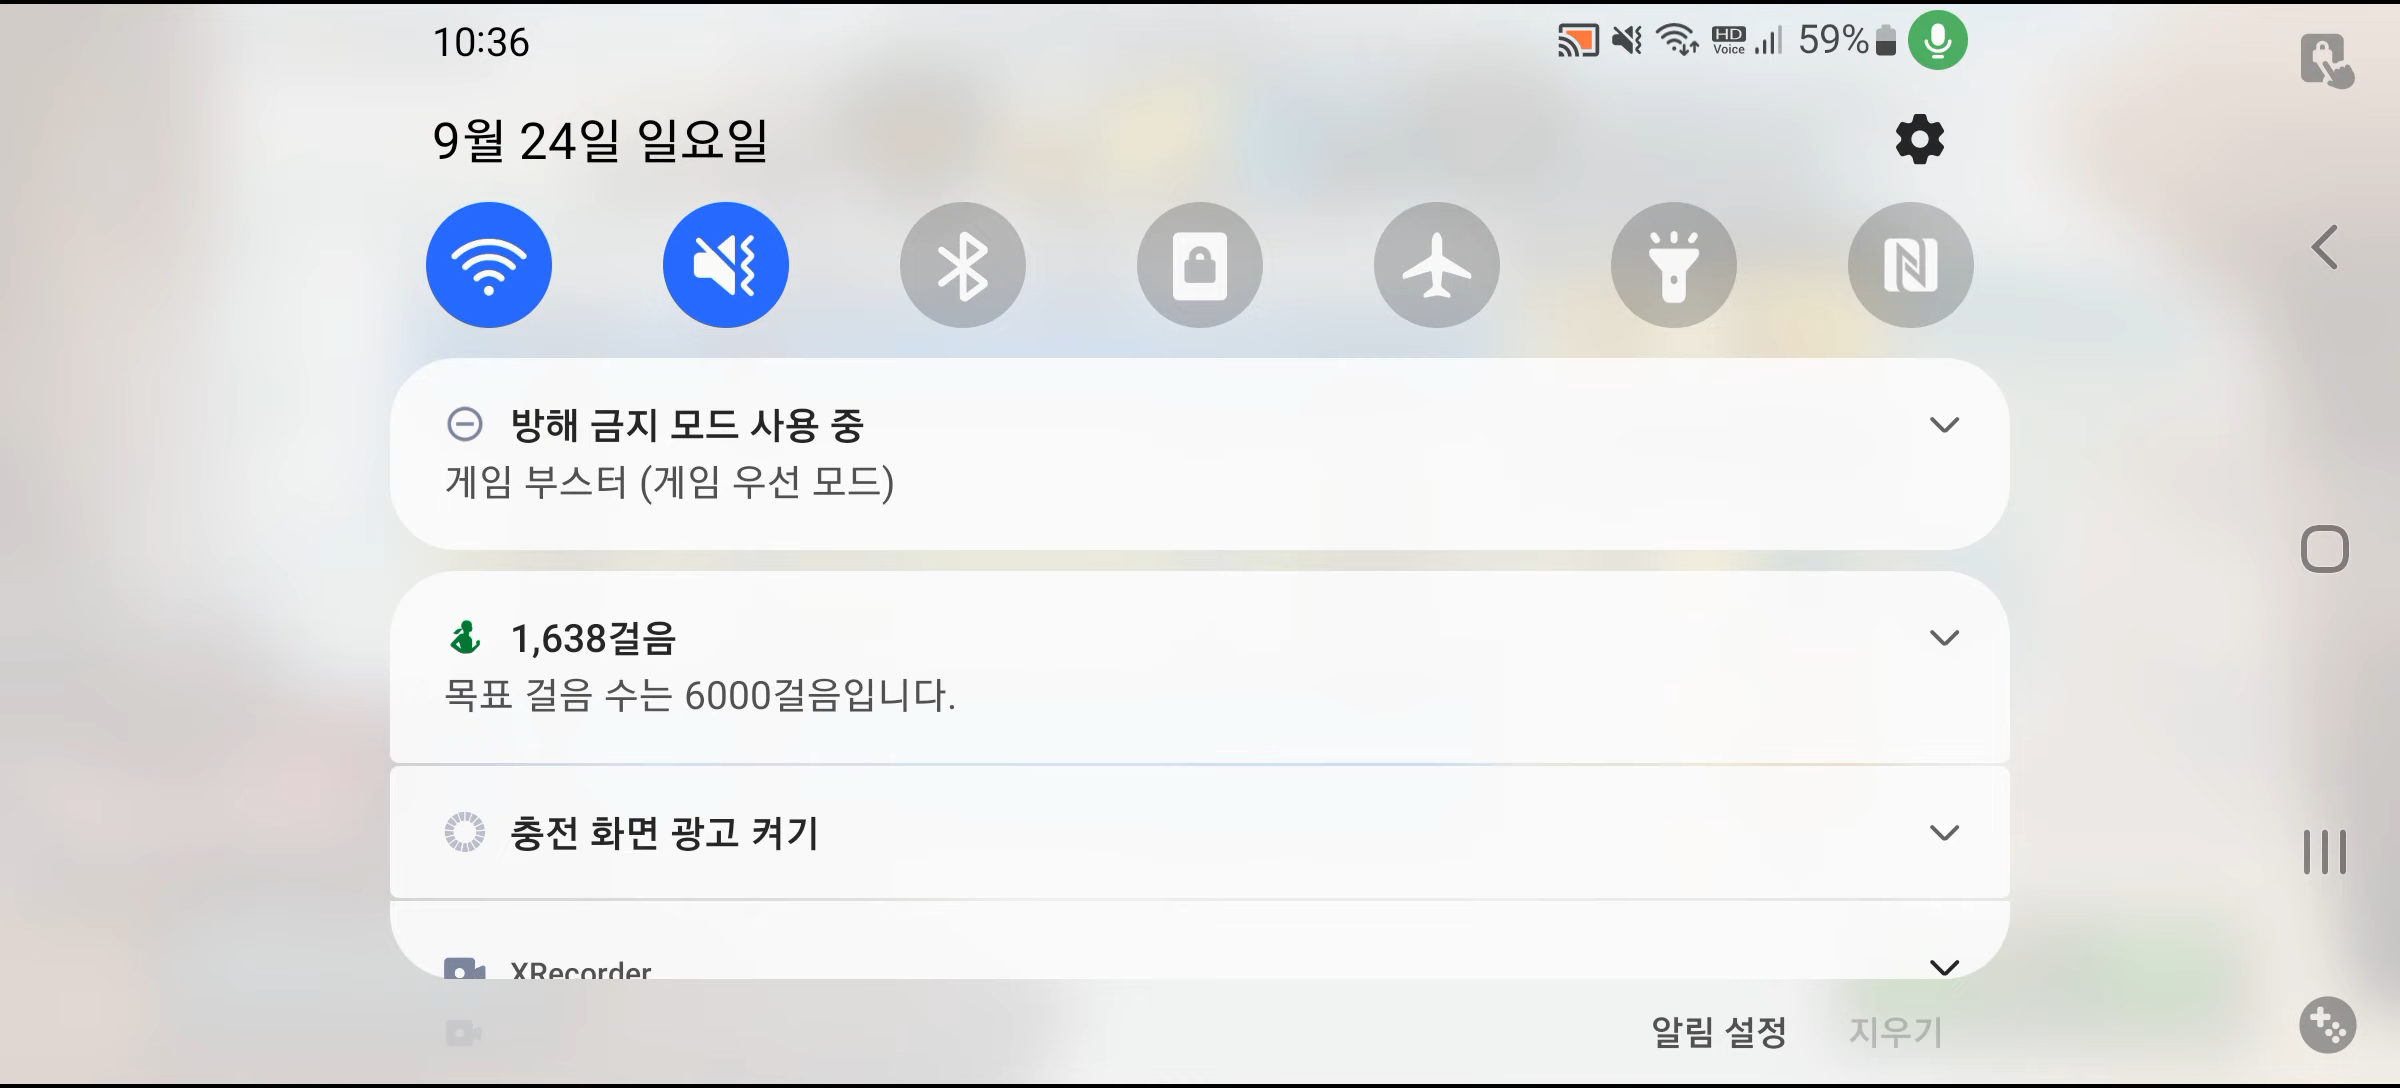 10:36
HD Voice 59%
9월 24일 일요일
방해 금지 모드 사용 중
게임 부스터 (게임 우선 모드)
1,638걸음
목표 걸음 수는 6000걸음입니다.
충전 화면 광고 켜기
XRecorder
알림 설정 지우기